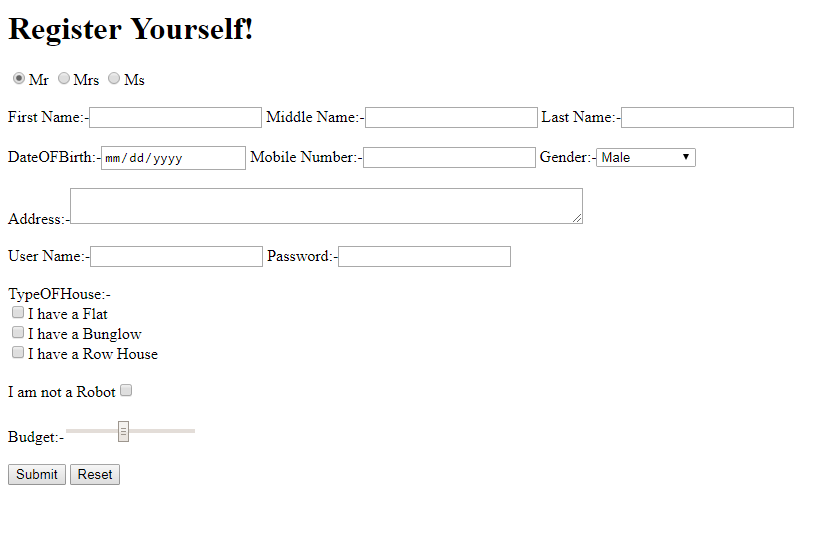 Register Yourself!
Mr Mrs Ms
First Name:- Middle Name:- Last Name:-
DateOFBirth:- mm/dd/yyyy Mobile Number:- Gender:- Male
Address:-
User Name:- Password:-
TypeOFHouse:-
I have a Flat
I have a Bunglow
I have a Row House
I am not a Robot
Budget:-
Submit Reset